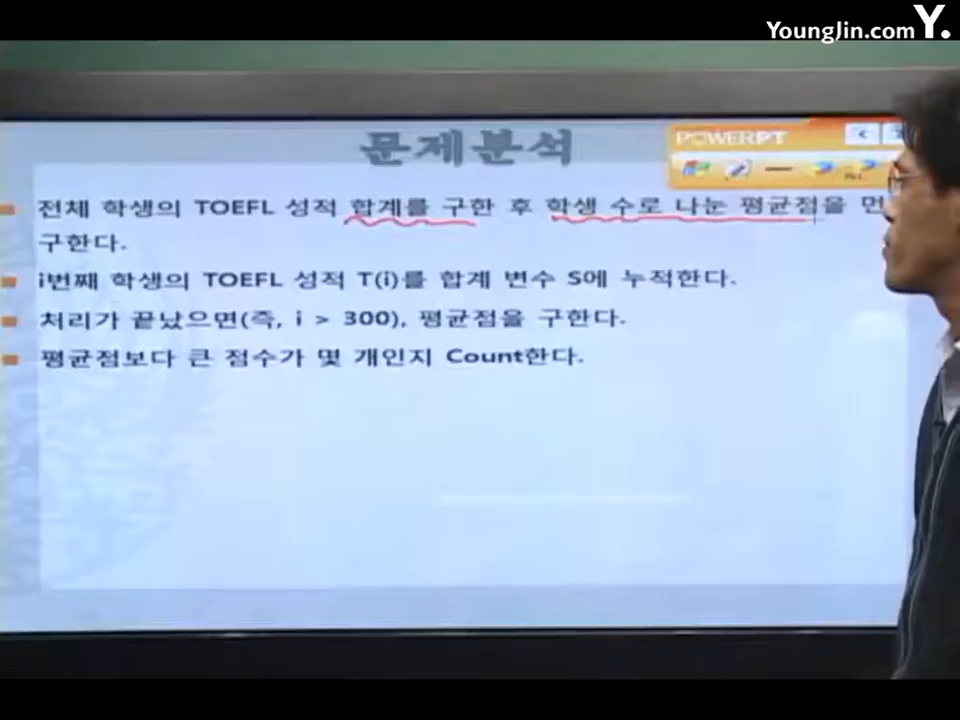 YoungJin.com Y.
문제분석
POWERPT
전체 학생의 TOEFL 성적 합계를 구한 후 학생 수로 나눈 평균점을 먼
구한다.
i번째 학생의 TOEFL 성적 T(i)를 합계 변수 S에 누적한다.
처리가 끝났으면(즉, i > 300), 평균점을 구한다.
평균점보다 큰 점수가 몇 개인지 Count한다.